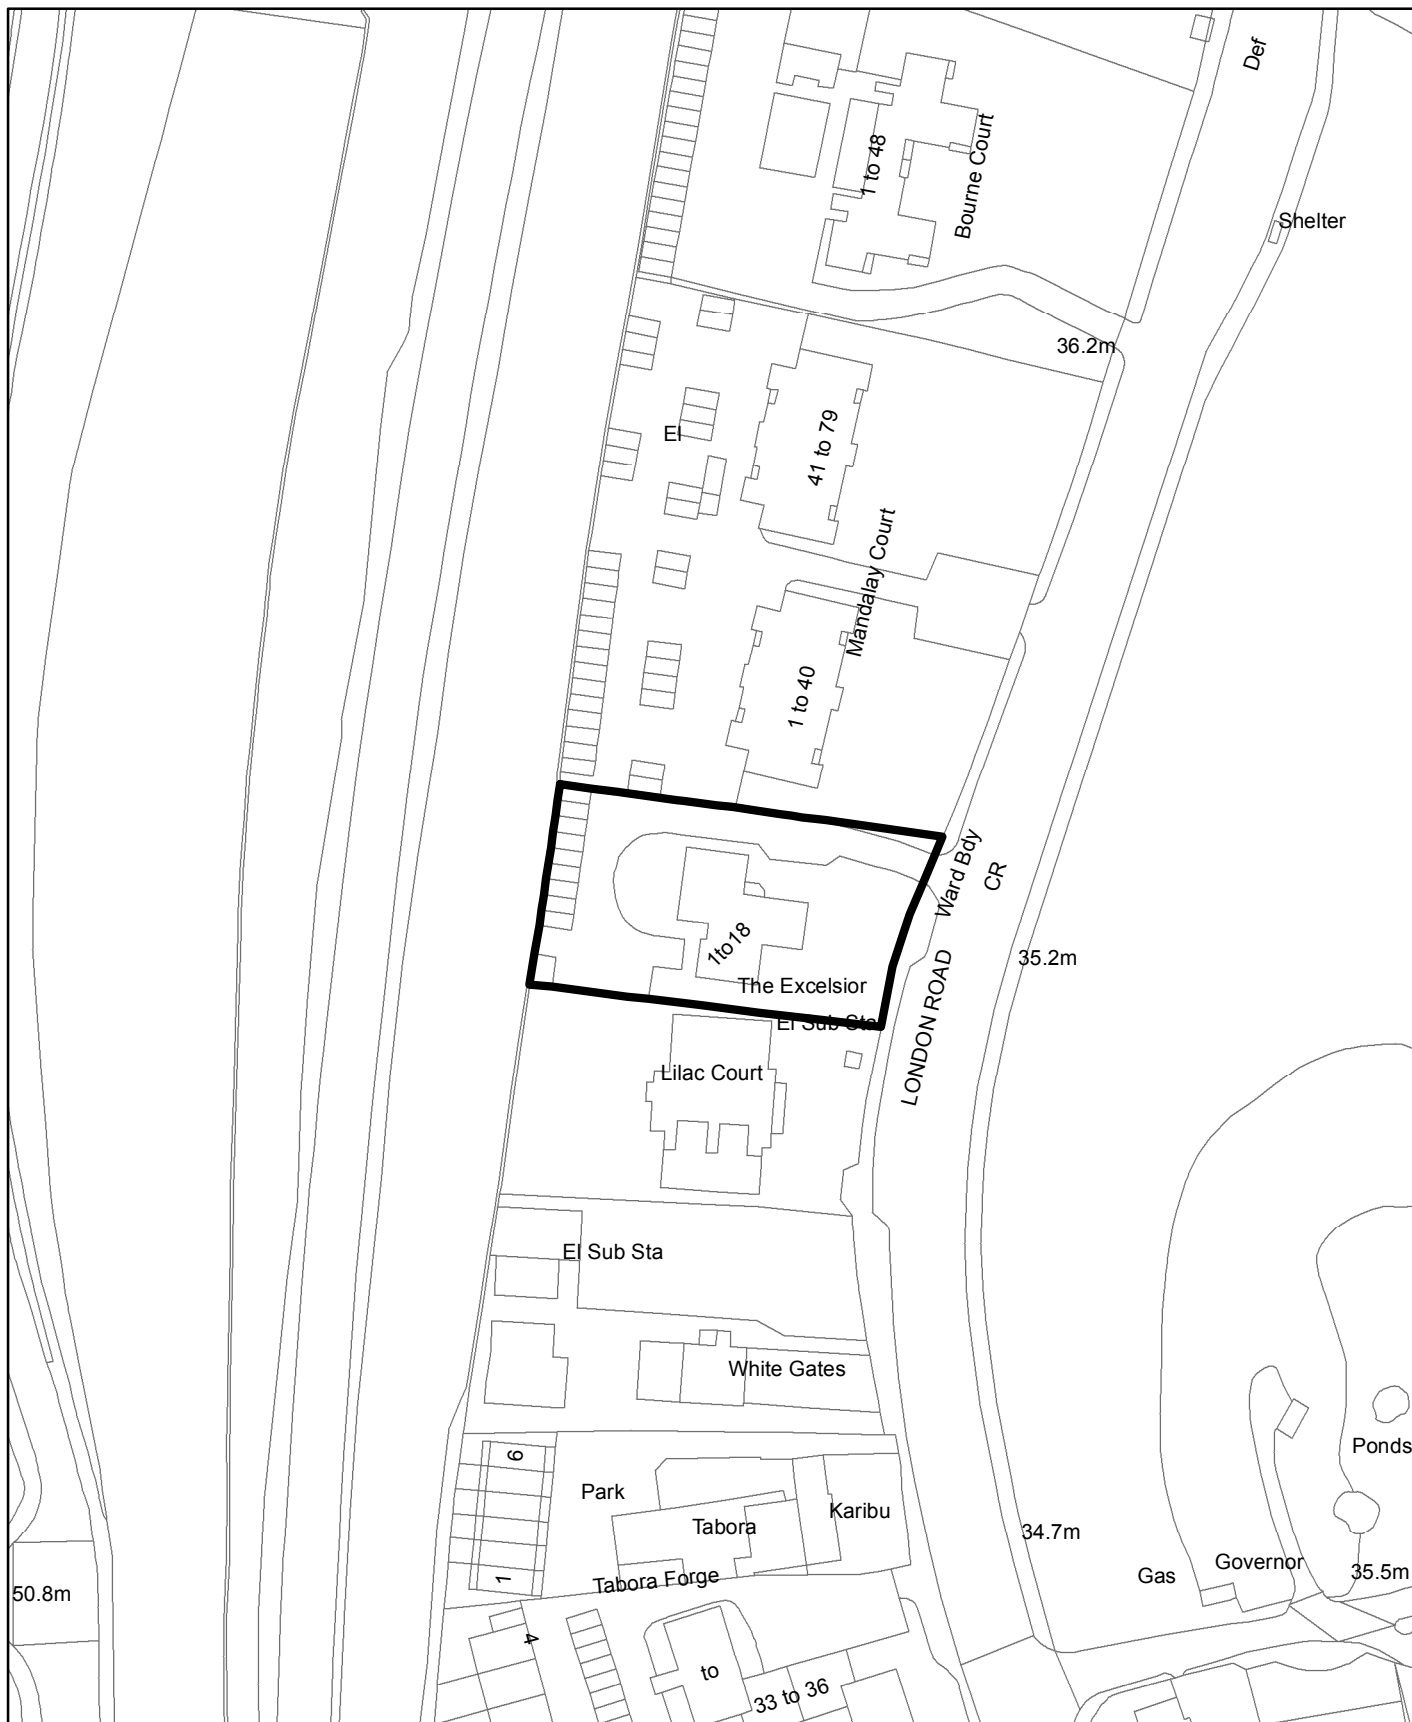 Def
1 to 48
Bourne Court
Shelter
36.2m
El
41 to 79
Mandalay Court
1 to 40
Ward Bdy
CR
1to18
35.2m
The Excelsior
El Sub Sta
LONDON ROAD
Lilac Court
El Sub Sta
White Gates
Ponds
6
Park
Karibu
Tabora
34.7m
Governor
Gas
35.5m
1
Tabora Forge
50.8m
4
to
33 to 36